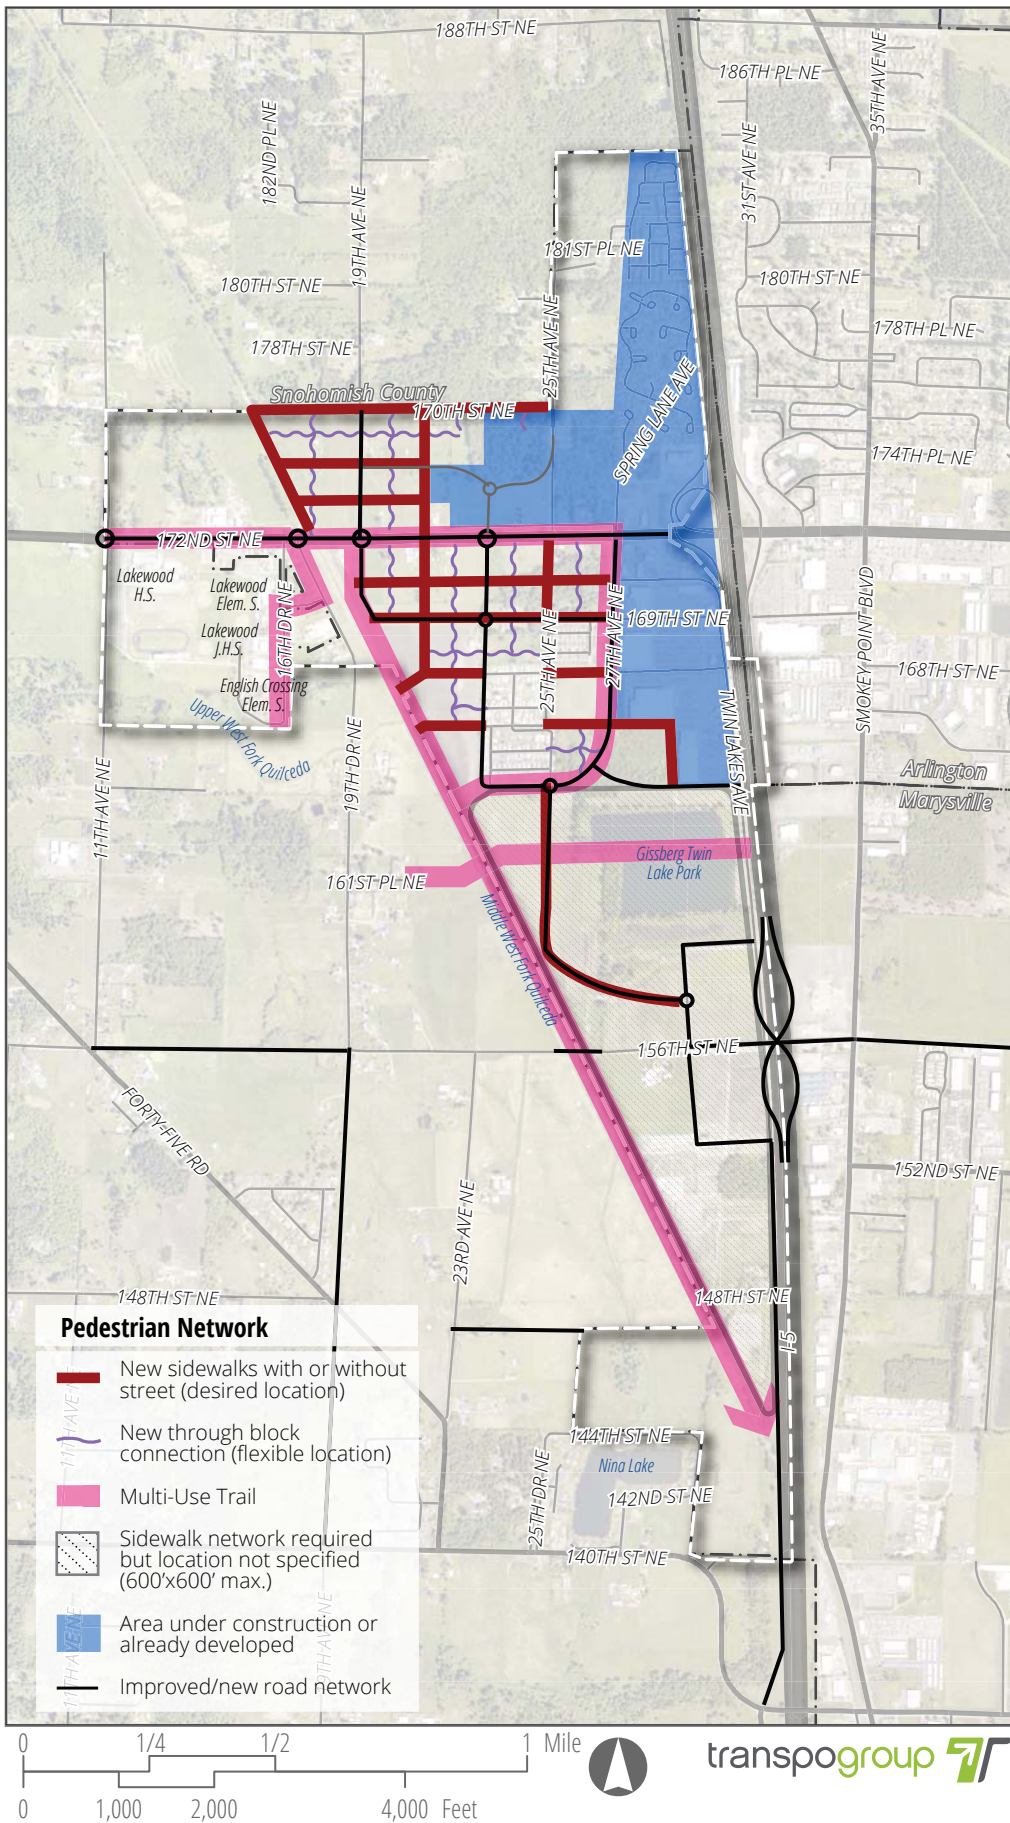 188TH ST NE
186TH PL NE
35TH AVE NE
182ND PL NE
31ST AVE NE
19TH AVE NE
181ST PL NE
180TH ST NE
180TH ST NE
178TH ST NE
25TH AVE NE
178TH PL NE
Snohomish County
170TH ST NE
SPRING LANE AVE
174TH PL NE
172ND ST NE
Lakewood
H.S.
Lakewood
Elem. S.
Lakewood
J.H.S.
16TH DR NE
English Crossing
Elem. S.
25TH AVE NE
27TH AVE NE
169TH ST NE
168TH ST NE
SMOKEY POINT BLVD
Upper West Fork Quilceda
TWIN LAKES AVE
19TH DR NE
11TH AVE NE
Arlington
Marysville
Gissberg Twin
Lake Park
161ST PL NE
Middle West Fork Quilceda
156TH ST NE
FORTY-FIVE RD
152ND ST NE
23RD AVE NE
148TH ST NE
148TH ST NE
I-5
144TH ST NE
Nina Lake
25TH DR NE
142ND ST NE
140TH ST NE
Pedestrian Network
New sidewalks with or without
street (desired location)
New through block
connection (flexible location)
Multi-Use Trail
Sidewalk network required
but location not specified
(600'x600' max.)
Area under construction or
already developed
Improved/new road network
11TH AVE NE
11TH AVE NE
9TH AVE NE
0 1/4 1/2 1 Mile
0 1,000 2,000 4,000 Feet
transpogroup